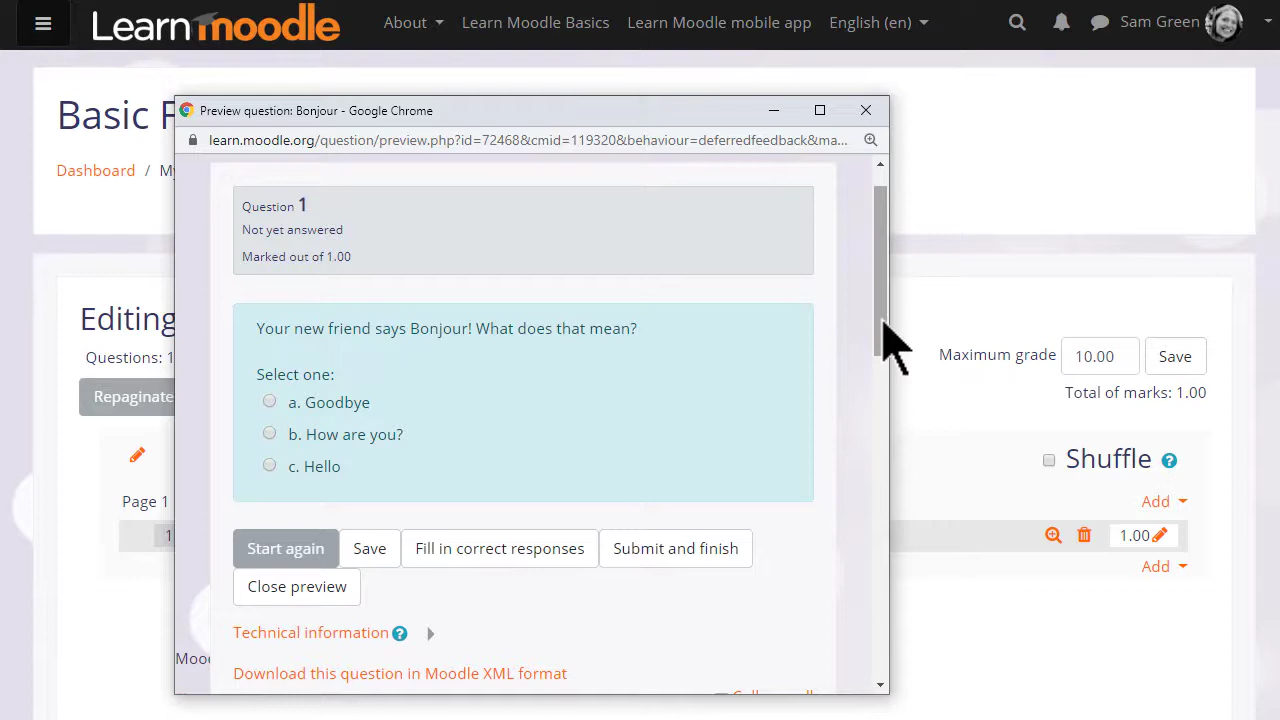 Learn moodle About Learn Moodle Basics Learn Moodle mobile app English (en) Sam Green
Basic F
Preview question: Bonjour - Google Chrome
learn.moodle.org/question/preview.php?id=72468&cmid=119320&behaviour=deferredfeedback&ma...
Dashboard / My
Question 1
Not yet answered
Marked out of 1.00
Editing
Questions: 1
Your new friend says Bonjour! What does that mean?
Maximum grade 10.00 Save
Select one:
Total of marks: 1.00
Repaginate
a. Goodbye
b. How are you?
c. Hello
Shuffle ?
Page 1
Add
1
1.00
Add
Start again Save Fill in correct responses Submit and finish
Close preview
Technical information ?
Mood
Download this question in Moodle XML format